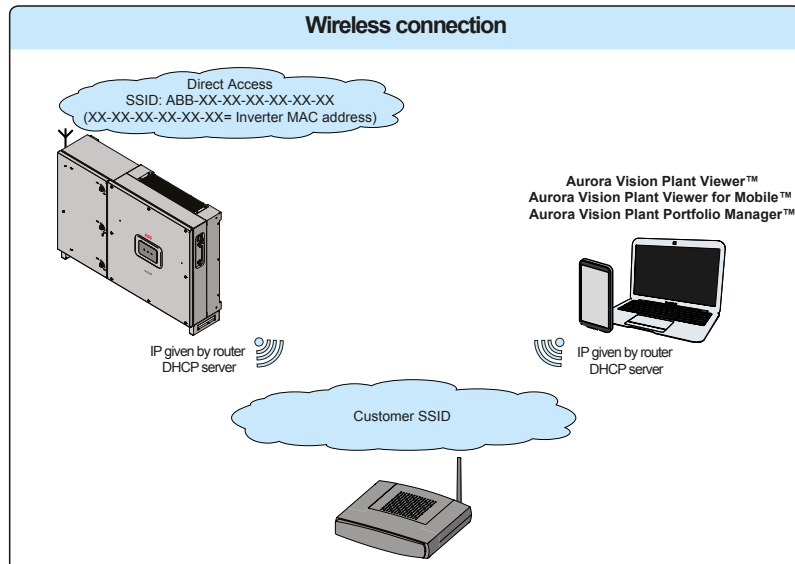 Wireless connection
Direct Access
SSID: ABB-XX-XX-XX-XX-XX-XX
(XX-XX-XX-XX-XX-XX= Inverter MAC address)
ABB
Aurora Vision Plant Viewer™
Aurora Vision Plant Viewer for Mobile™
Aurora Vision Plant Portfolio Manager™
IP given by router
DHCP server
IP given by router
DHCP server
Customer SSID